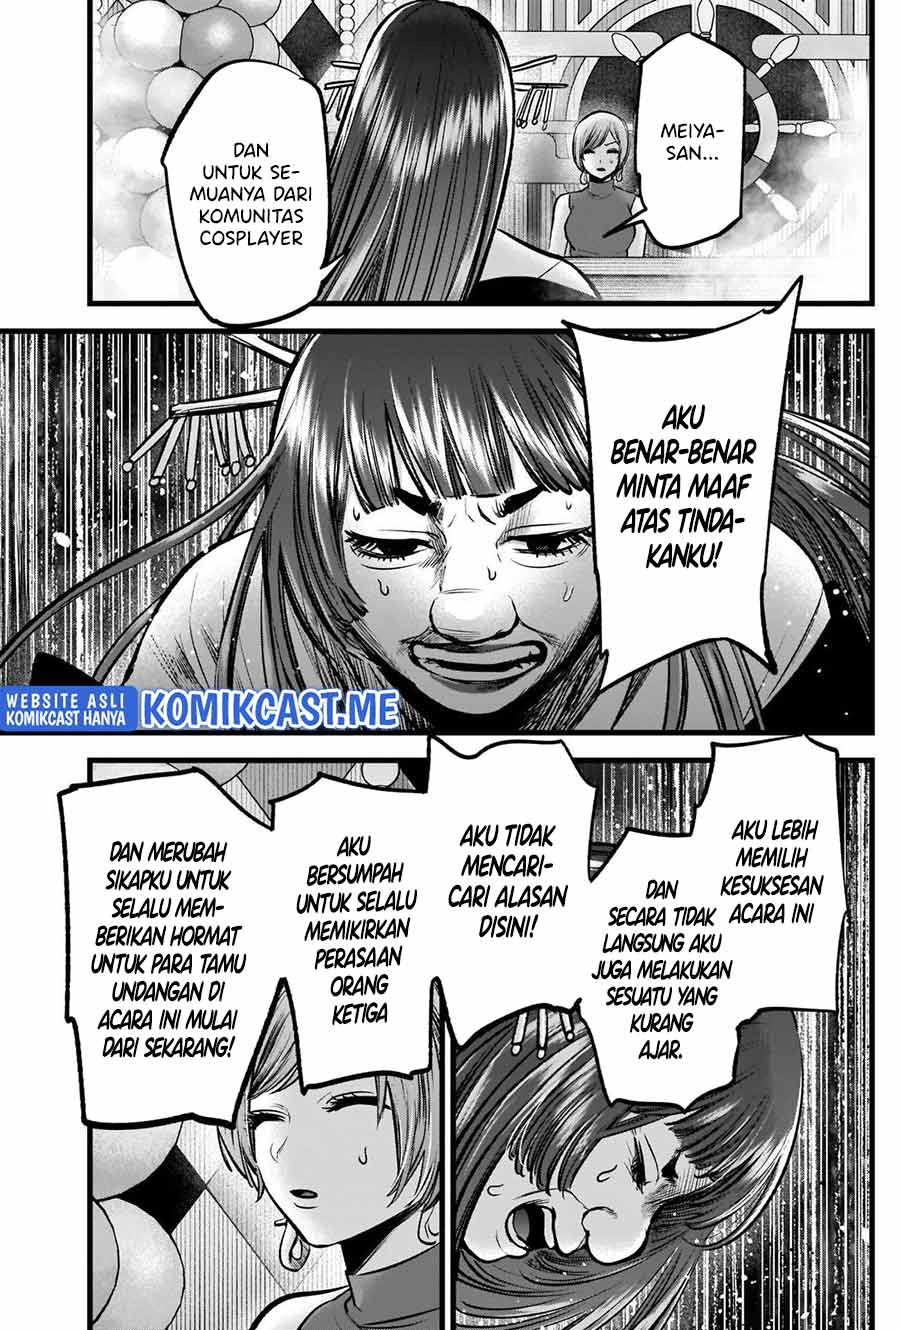 MEIYA-
SAN...
DAN
UNTUK SE-
MUANYA DARI
KOMUNITAS
COSPLAYER
AKU
BENAR-BENAR
MINTA MAAF
ATAS TINDA-
KANKU!
WEBSITE ASLI
KOMIKCAST HANYA
KOMIKCAST.ME
AKU LEBIH
MEMILIH
KESUKSESAN
ACARA INI
DAN
SECARA TIDAK
LANGSUNG AKU
JUGA MELAKUKAN
SESUATU YANG
KURANG
AJAR.
AKU TIDAK
MENCARI-
CARI ALASAN
DISINI!
AKU
BERSUMPAH
UNTUK SELALU
MEMIKIRKAN
PERASAAN
ORANG
KETIGA
DAN MERUBAH
SIKAPKU UNTUK
SELALU MEM-
BERIKAN HORMAT
UNTUK PARA TAMU
UNDANGAN DI
ACARA INI MULAI
DARI SEKARANG!